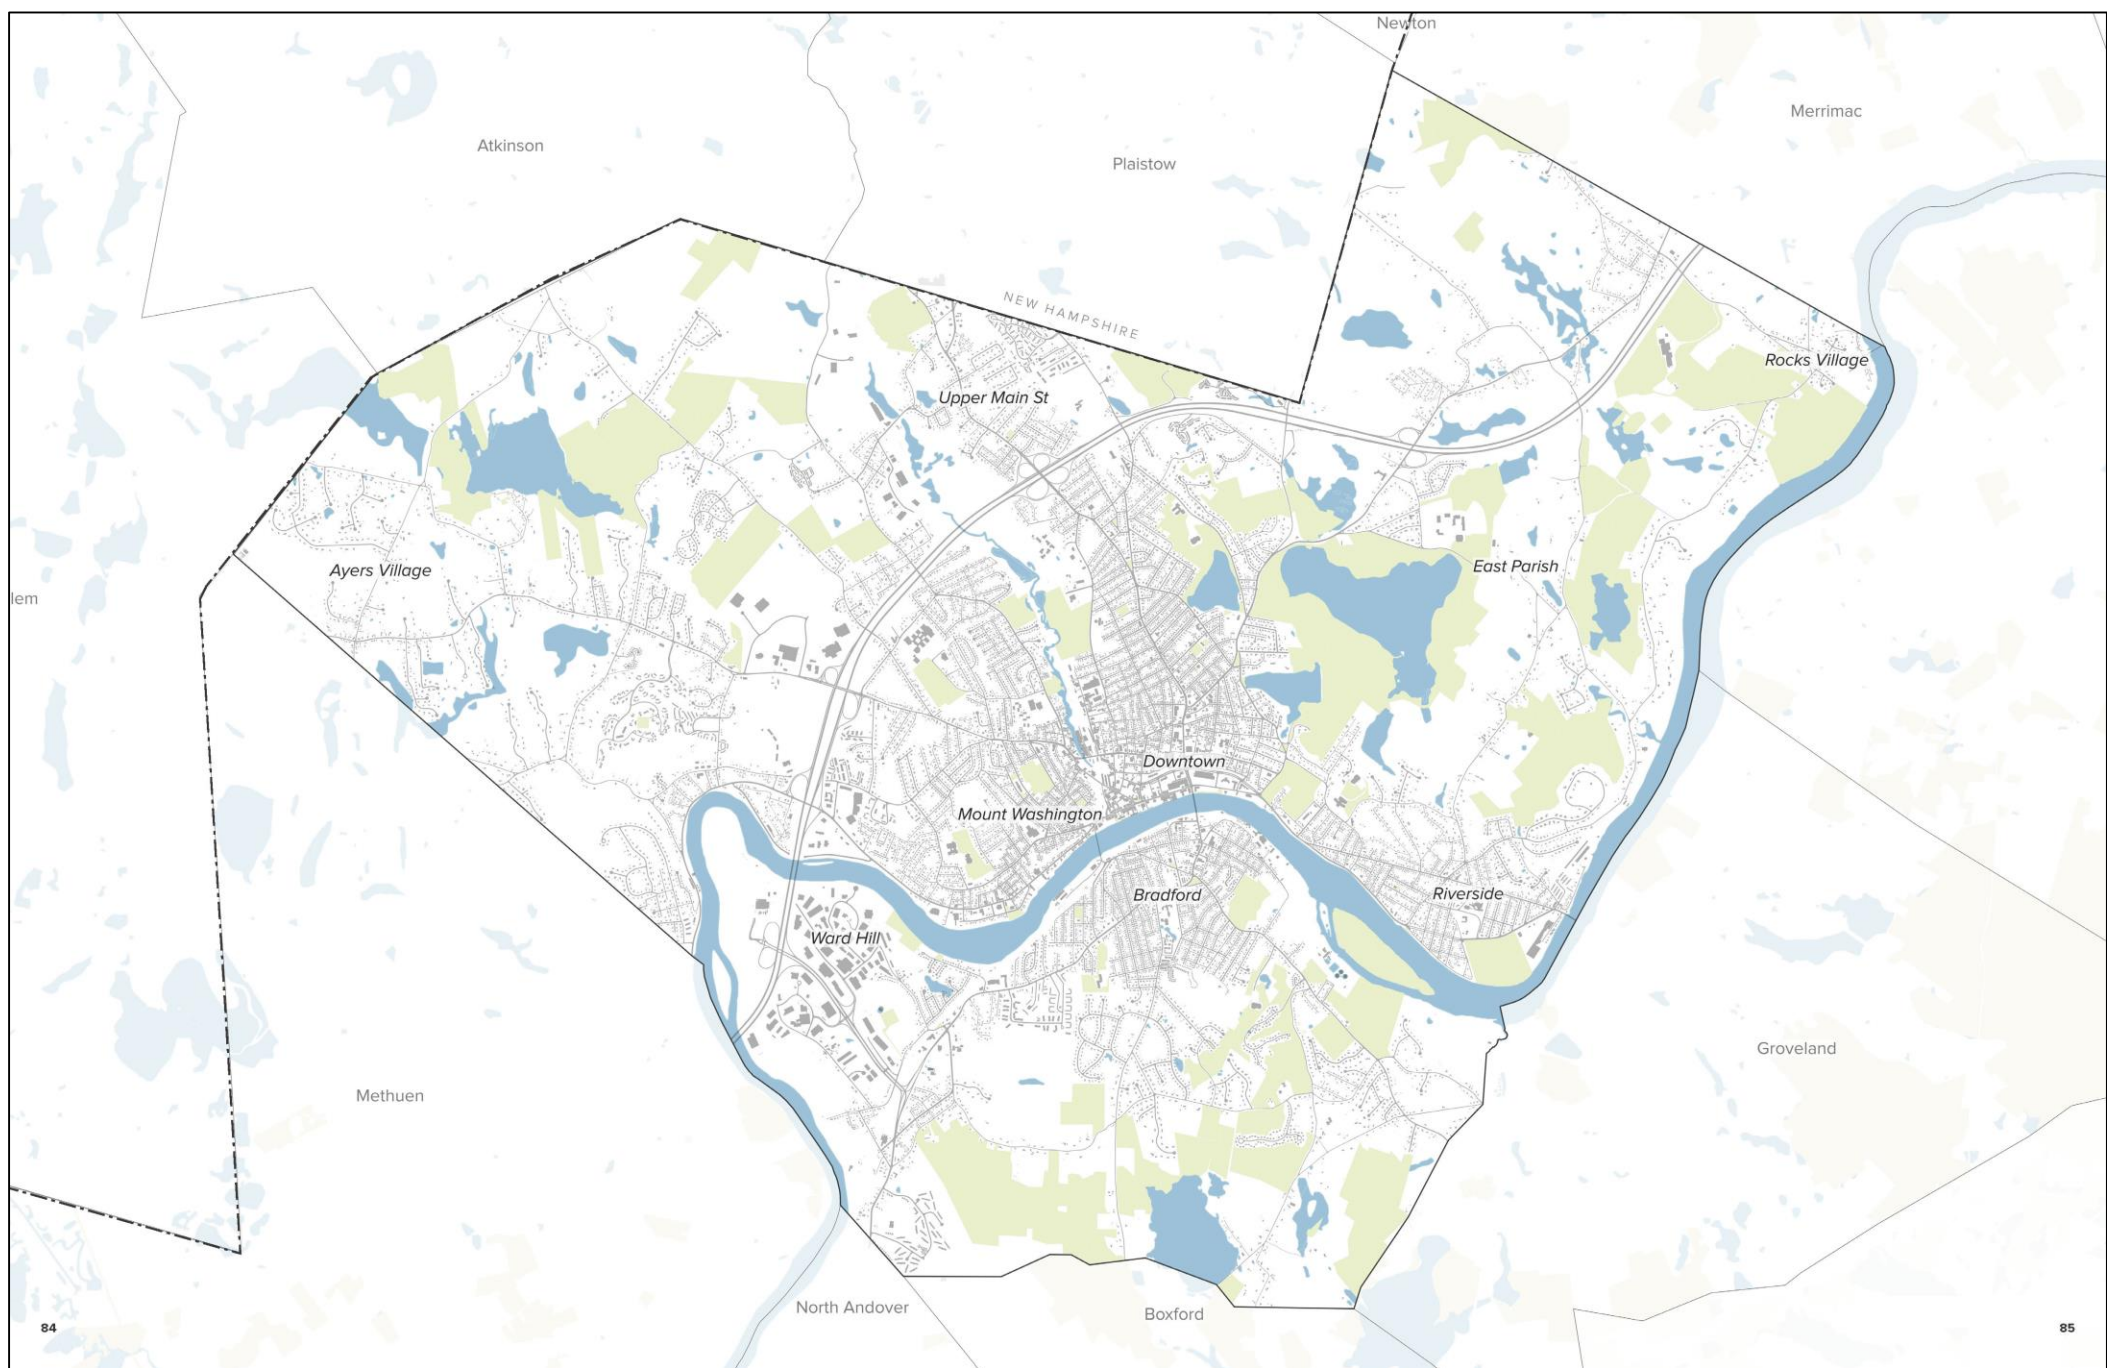 Newton
Merrimac
Atkinson
Plaistow
NEW HAMPSHIRE
Rocks Village
Upper Main St
Ayers Village
East Parish
lem
Downtown
Mount Washington
Bradford
Riverside
Ward Hill
Groveland
Methuen
North Andover
Boxford
84
85